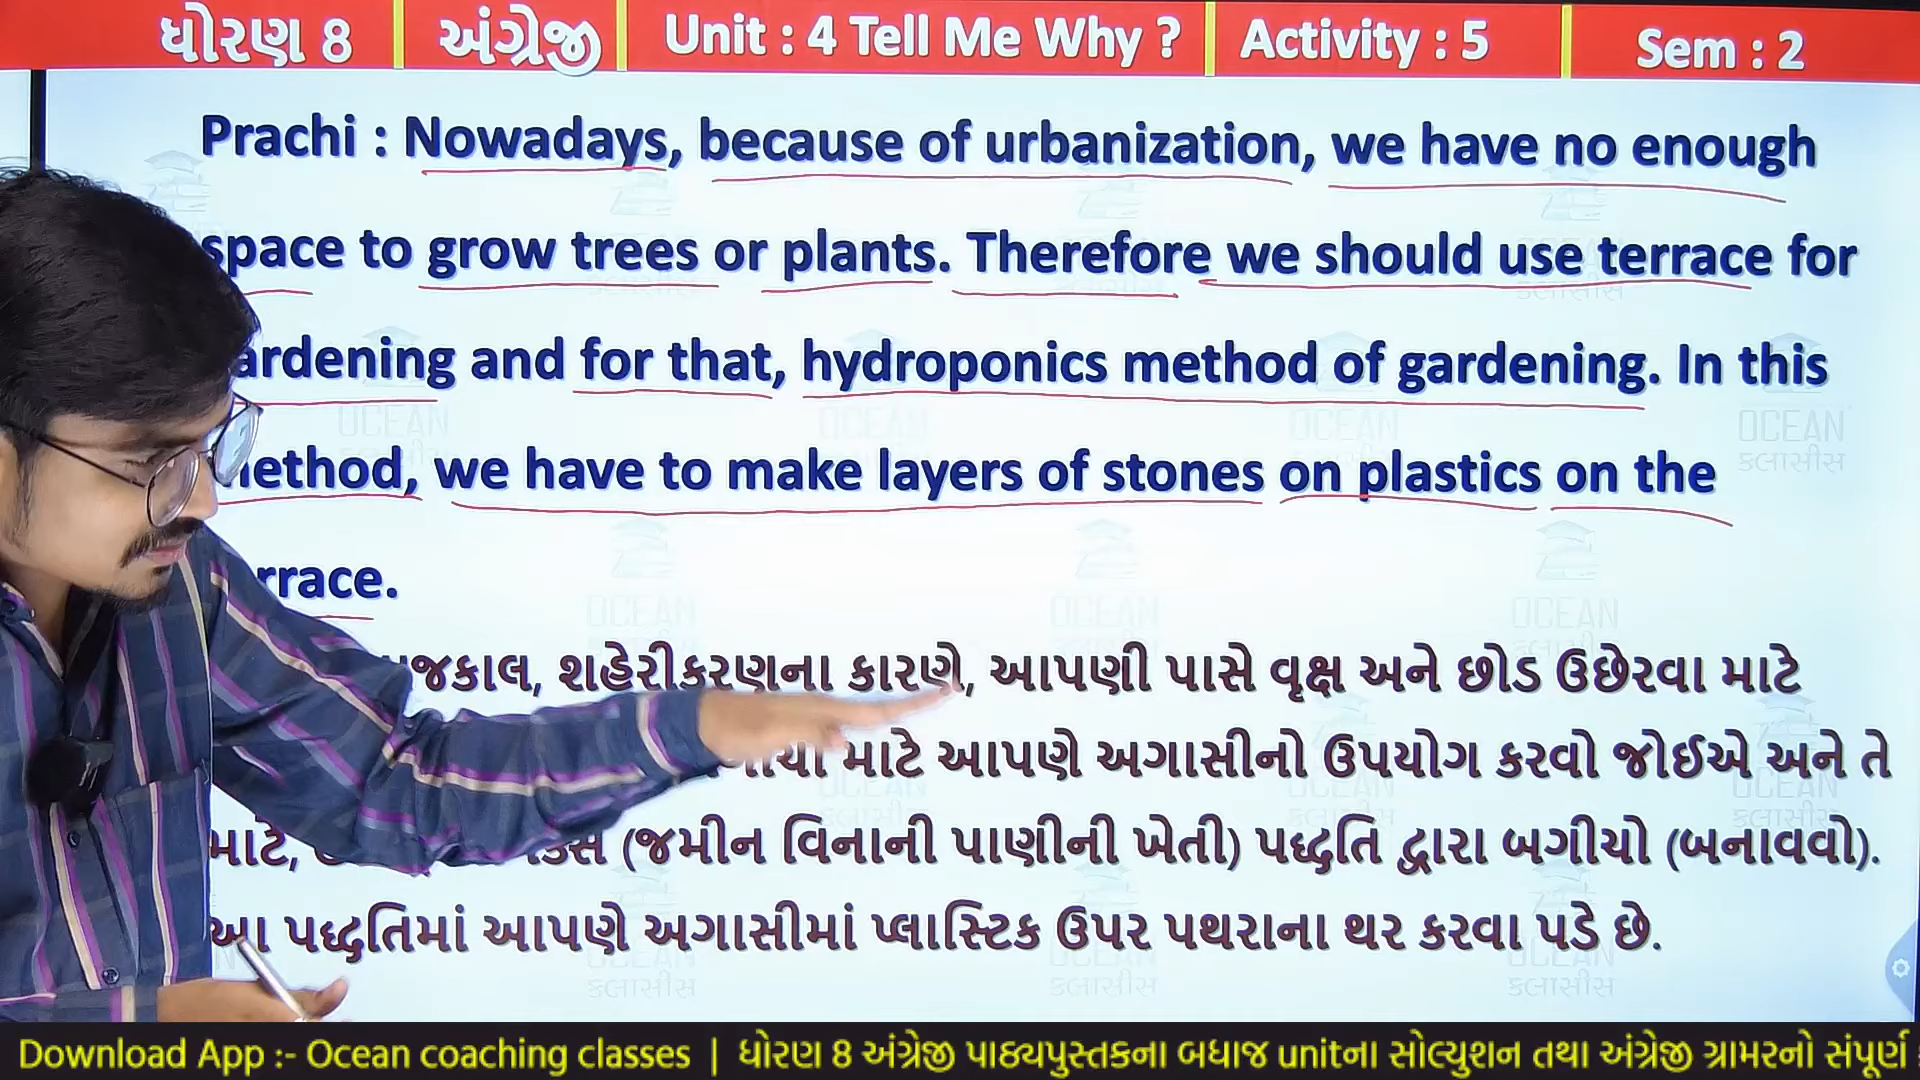 ધોરણ 8 અંગ્રેજી Unit : 4 Tell Me Why ? Activity : 5 Sem : 2
Prachi : Nowadays, because of urbanization, we have no enough
space to grow trees or plants. Therefore we should use terrace for
and for that, hydroponics method of gardening. In this
we have to make layers of stones on plastics on the
શહેરીકરણના કારણે, આપણી પાસે વૃક્ષ અને છોડ ઉછેરવા માટે
માટે આપણે અગાસીનો ઉપયોગ કરવો જોઈએ અને તે
માટે, (જમીન વિનાની પાણીની ખેતી) પદ્ધતિ દ્વારા બગીચો (બનાવવો).
આ પદ્ધતિમાં આપણે અગાસીમાં પ્લાસ્ટિક ઉપર પથરાના થર કરવા પડે છે.
OCEAN કલાસીસ
Download App :- Ocean coaching classes | ધોરણ 8 અંગ્રેજી પાઠ્યપુસ્તકના બધાજ unitના સોલ્યુશન તથા અંગ્રેજી ગ્રામરનો સંપૂર્ણ